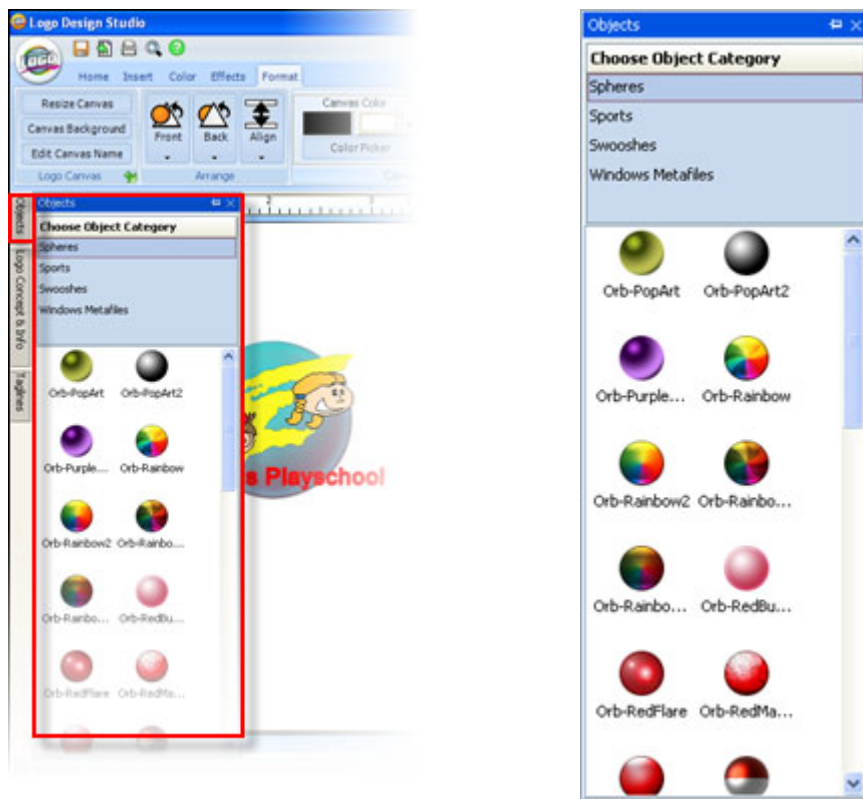 Logo Design Studio
LOGO
Home Insert Color Effects Format
Resize Canvas
Canvas Background
Edit Canvas Name
Logo Canvas
Front Back Align
Arrange
Canvas Color
Color Picker
Objects
Logo Concept & Info
Taglines
Objects
Choose Object Category
Spheres
Sports
Swooshes
Windows Metafiles
Orb-PopArt Orb-PopArt2
Orb-Purple... Orb-Rainbow
Orb-Rainbow2 Orb-Rainbo...
Orb-Rainbo... Orb-RedBu...
Orb-RedFlare Orb-RedMa...
2 3
s Playschool
Objects
Choose Object Category
Spheres
Sports
Swooshes
Windows Metafiles
Orb-PopArt Orb-PopArt2
Orb-Purple... Orb-Rainbow
Orb-Rainbow2 Orb-Rainbo...
Orb-Rainbo... Orb-RedBu...
Orb-RedFlare Orb-RedMa...